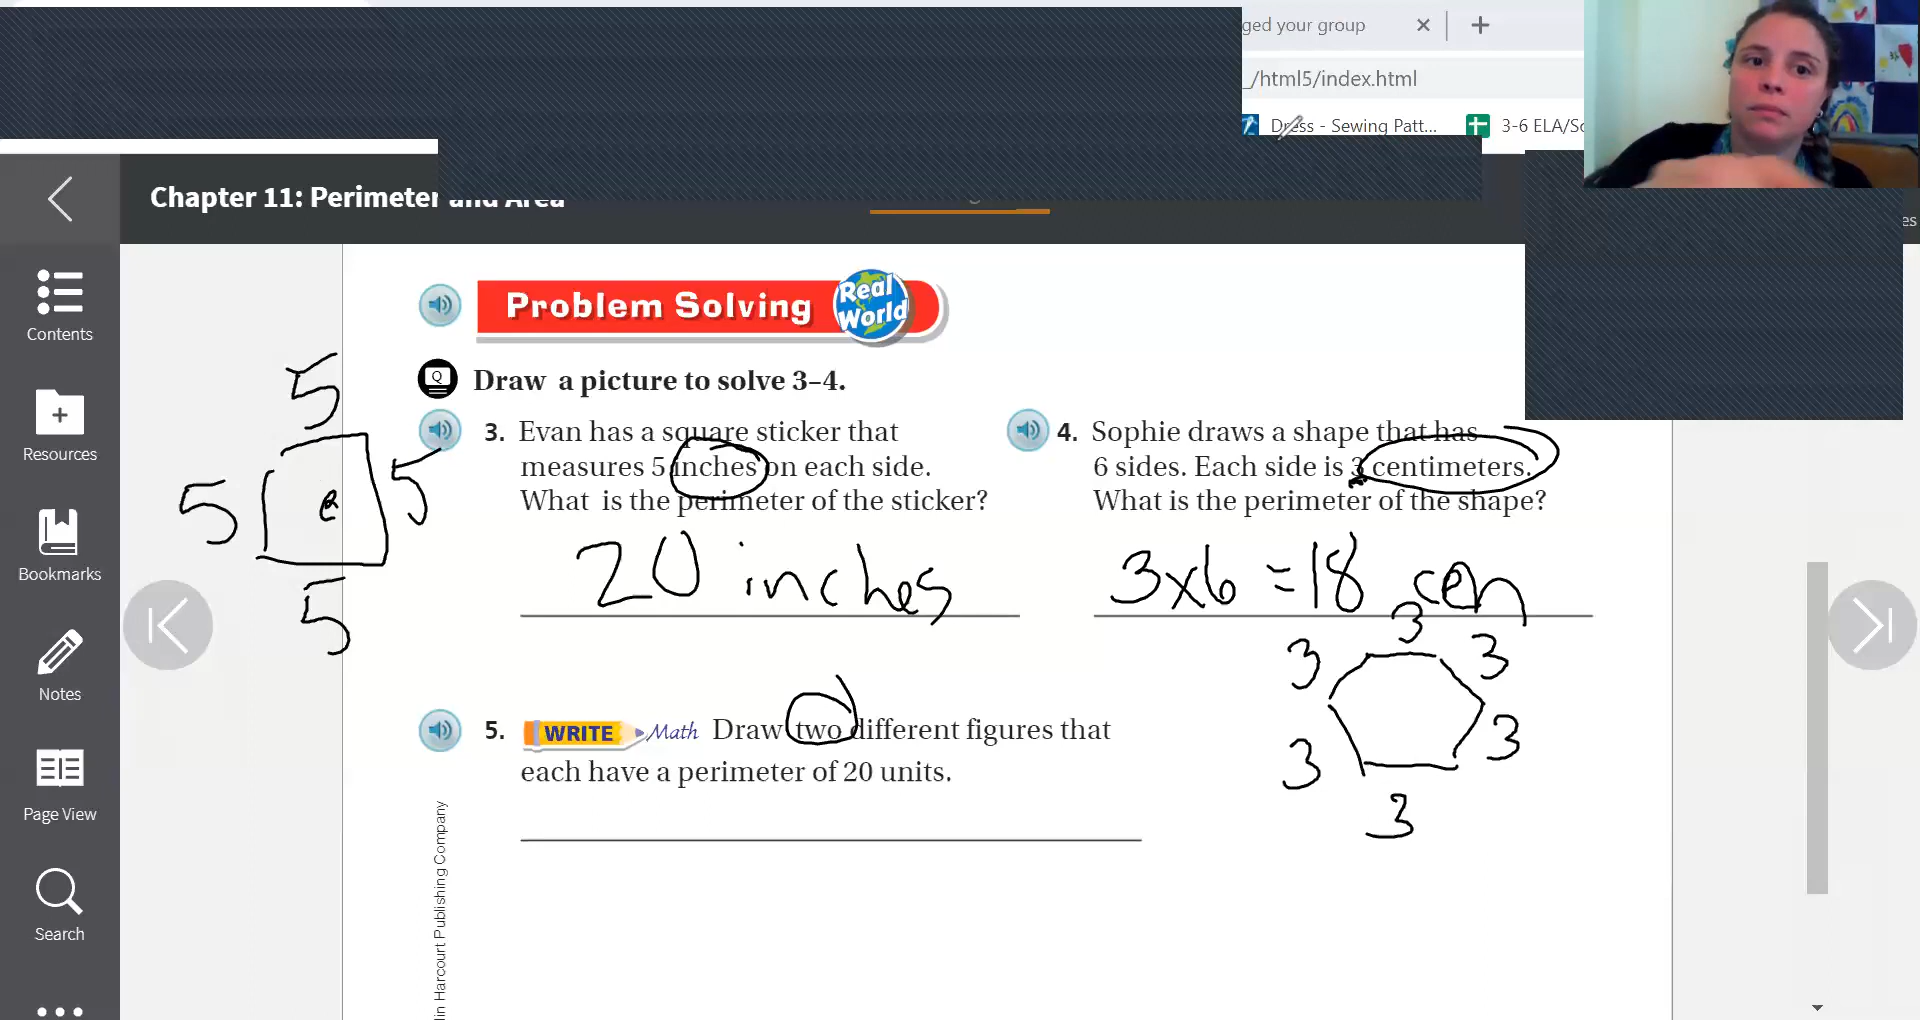 ged your group
_/html5/index.html
Dress - Sewing Patt...
3-6 ELA/Sc
Chapter 11: Perimeter and Area
es
Contents
Resources
Bookmarks
Notes
Page View
Search
Problem Solving Real World
Draw a picture to solve 3–4.
3. Evan has a square sticker that
measures 5 inches on each side.
What is the perimeter of the sticker?
20 inches
5
5
5
5
4. Sophie draws a shape that has
6 sides. Each side is 3 centimeters.
What is the perimeter of the shape?
3x6 =18 cen
3
3
3
3
3
3
5. WRITE Math Draw two different figures that
each have a perimeter of 20 units.
lin Harcourt Publishing Company